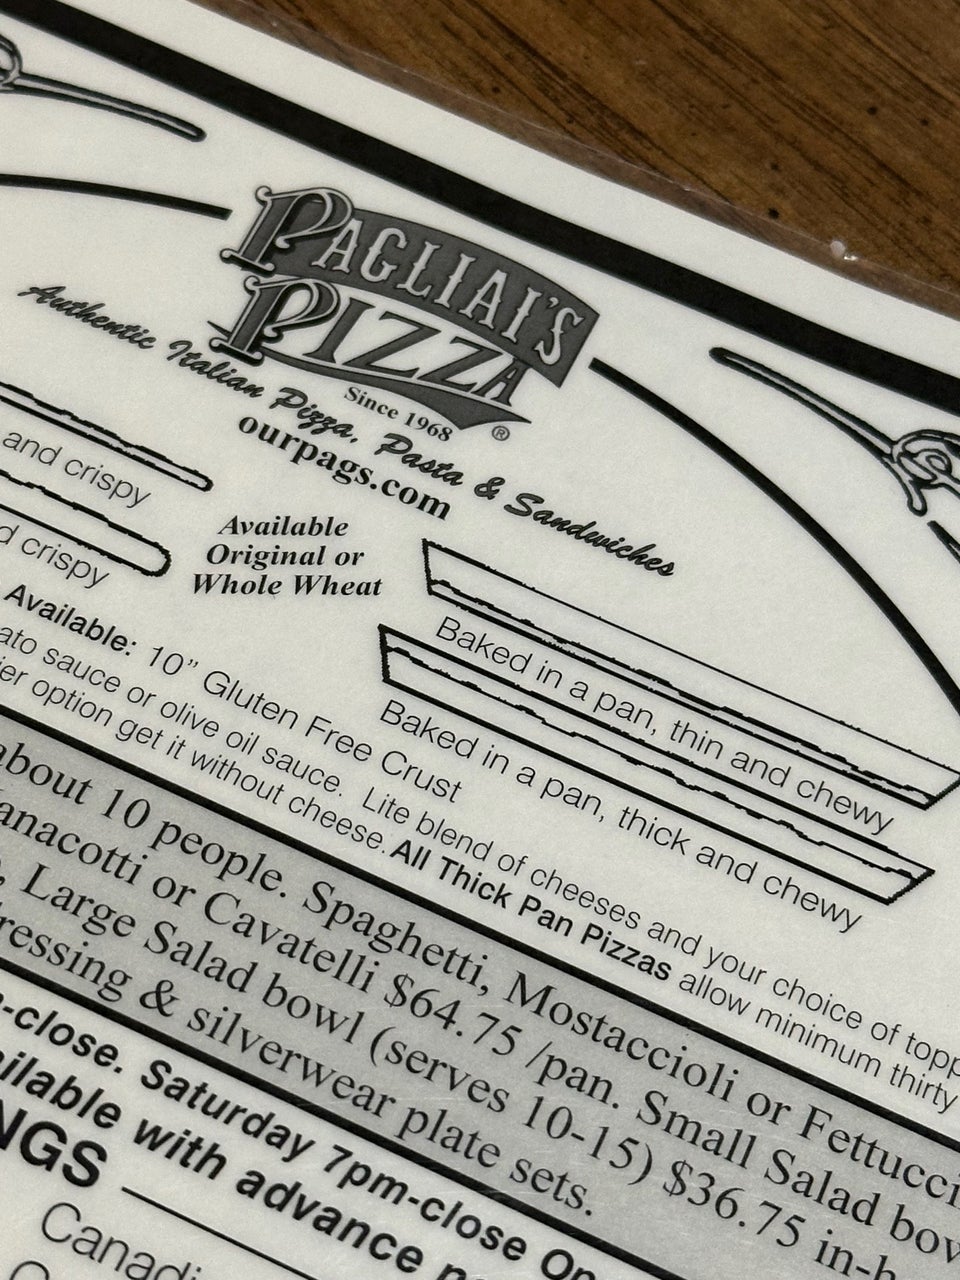 PAGLIAI'S
PIZZA
Since 1968
®
Authentic Italian Pizza, Pasta & Sandwiches
ourpags.com
and crispy
crispy
Available
Original or
Whole Wheat
Baked in a pan, thin and chewy
Baked in a pan, thick and chewy
Available: 10” Gluten Free Crust
sauce or olive oil sauce. Lite blend of cheeses and your choice of
option get it without cheese. All Thick Pan Pizzas allow minimum thirty
about 10 people. Spaghetti, Mostaccioli or
or Cavatelli $64.75 /pan. Small Salad
Large Salad bowl (serves 10-15) $36.75
& silverwear plate sets.
-close. Saturday 7pm-close
with advance